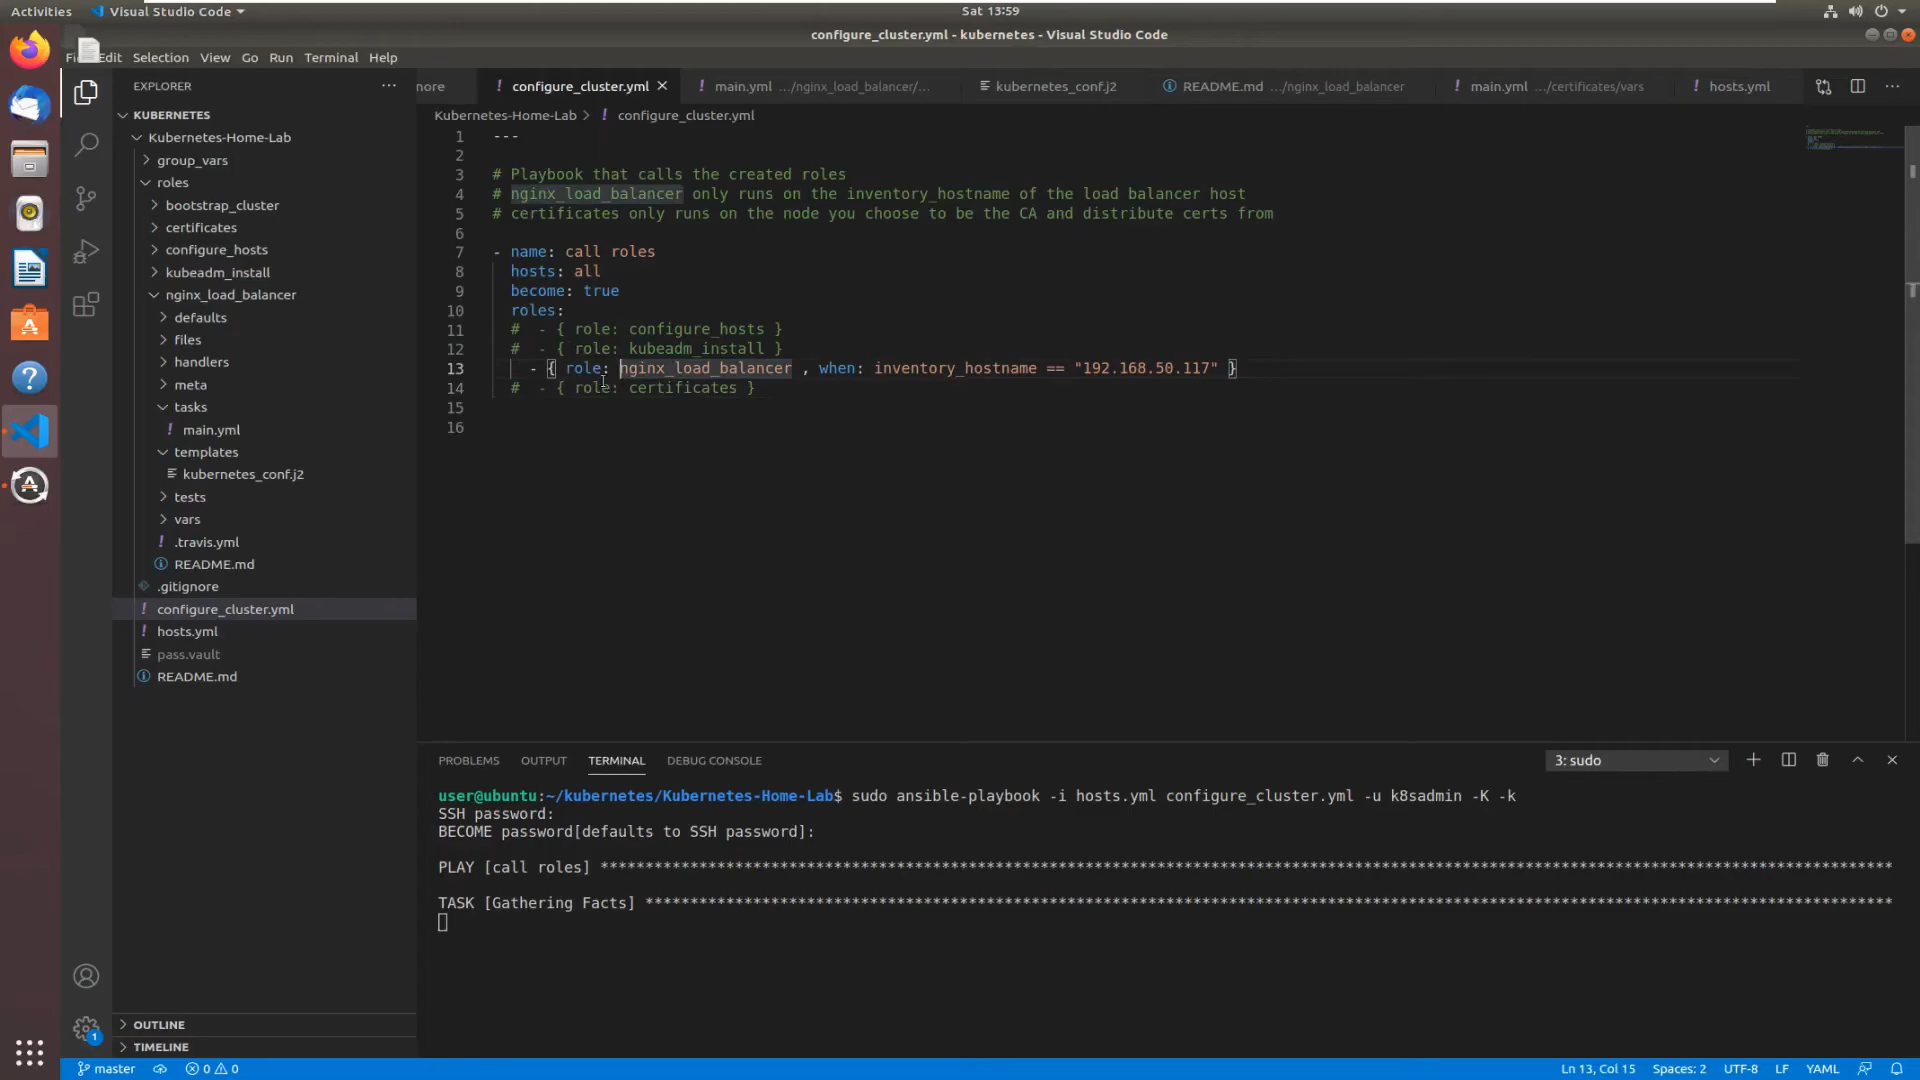 Activities
Visual Studio Code
Sat 13:59
configure_cluster.yml - kubernetes - Visual Studio Code
Edit
Selection
View
Go
Run
Terminal
Help
EXPLORER
KUBERNETES
Kubernetes-Home-Lab
group_vars
roles
bootstrap_cluster
certificates
configure_hosts
kubeadm_install
nginx_load_balancer
defaults
files
handlers
meta
tasks
! main.yml
templates
kubernetes_conf.j2
tests
vars
! .travis.yml
README.md
.gitignore
! configure_cluster.yml
! hosts.yml
pass.vault
README.md
OUTLINE
TIMELINE
nore
! configure_cluster.yml
! main.yml .../nginx_load_balancer/...
kubernetes_conf.j2
README.md .../nginx_load_balancer
! main.yml .../certificates/vars
! hosts.yml
Kubernetes-Home-Lab > ! configure_cluster.yml
1 ---
2
3 # Playbook that calls the created roles
4 # nginx_load_balancer only runs on the inventory_hostname of the load balancer host
5 # certificates only runs on the node you choose to be the CA and distribute certs from
6
7 - name: call roles
8 hosts: all
9 become: true
10 roles:
11 # - { role: configure_hosts }
12 # - { role: kubeadm_install }
13 - { role: nginx_load_balancer , when: inventory_hostname == "192.168.50.117" }
14 # - { role: certificates }
15
16
PROBLEMS
OUTPUT
TERMINAL
DEBUG CONSOLE
3: sudo
user@ubuntu:~/kubernetes/Kubernetes-Home-Lab$ sudo ansible-playbook -i hosts.yml configure_cluster.yml -u k8sadmin -K -k
SSH password:
BECOME password[defaults to SSH password]:
PLAY [call roles] ************************************************************************************************
TASK [Gathering Facts] ************************************************************************************************
1
master
0
0
Ln 13, Col 15
Spaces: 2
UTF-8
LF
YAML